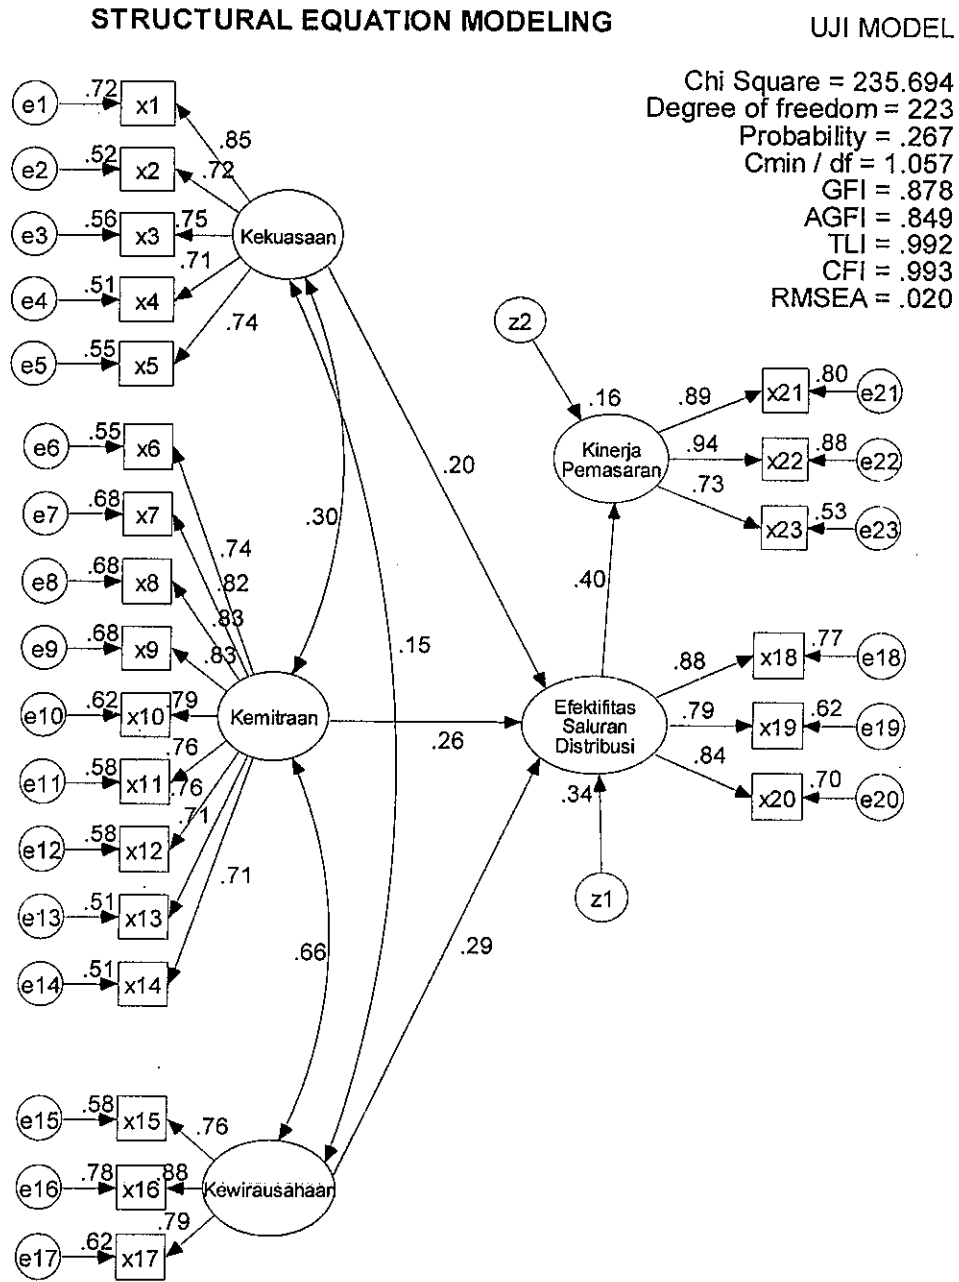 STRUCTURAL EQUATION MODELING
UJI MODEL
Chi Square = 235.694
Degree of freedom = 223
Probability = .267
Cmin / df = 1.057
GFI = .878
AGFI = .849
TLI = .992
CFI = .993
RMSEA = .020
e1 .72 x1
.85
e2 .52 x2
.72
e3 .56 x3 .75
Kekuasaan
e4 .51 x4
.71
e5 .55 x5
.74
z2
.16
Kinerja
Pemasaran
.89 x21 .80 e21
.94 x22 .88 e22
.73 x23 .53 e23
.20
.30
.40
.15
e6 .55 x6
.74
e7 .68 x7
.82
e8 .68 x8
.83
e9 .68 x9
.83
e10 .62 x10 .79
Kemitraan
.26
e11 .58 x11
.76
e12 .58 x12
.76
e13 .51 x13
.71
e14 .51 x14
.71
Efektifitas
Saluran
Distribusi
.88 x18 .77 e18
.79 x19 .62 e19
.84 x20 .70 e20
.34
z1
.66
.29
e15 .58 x15
.76
e16 .78 x16 .88
Kewirausahaan
e17 .62 x17
.79